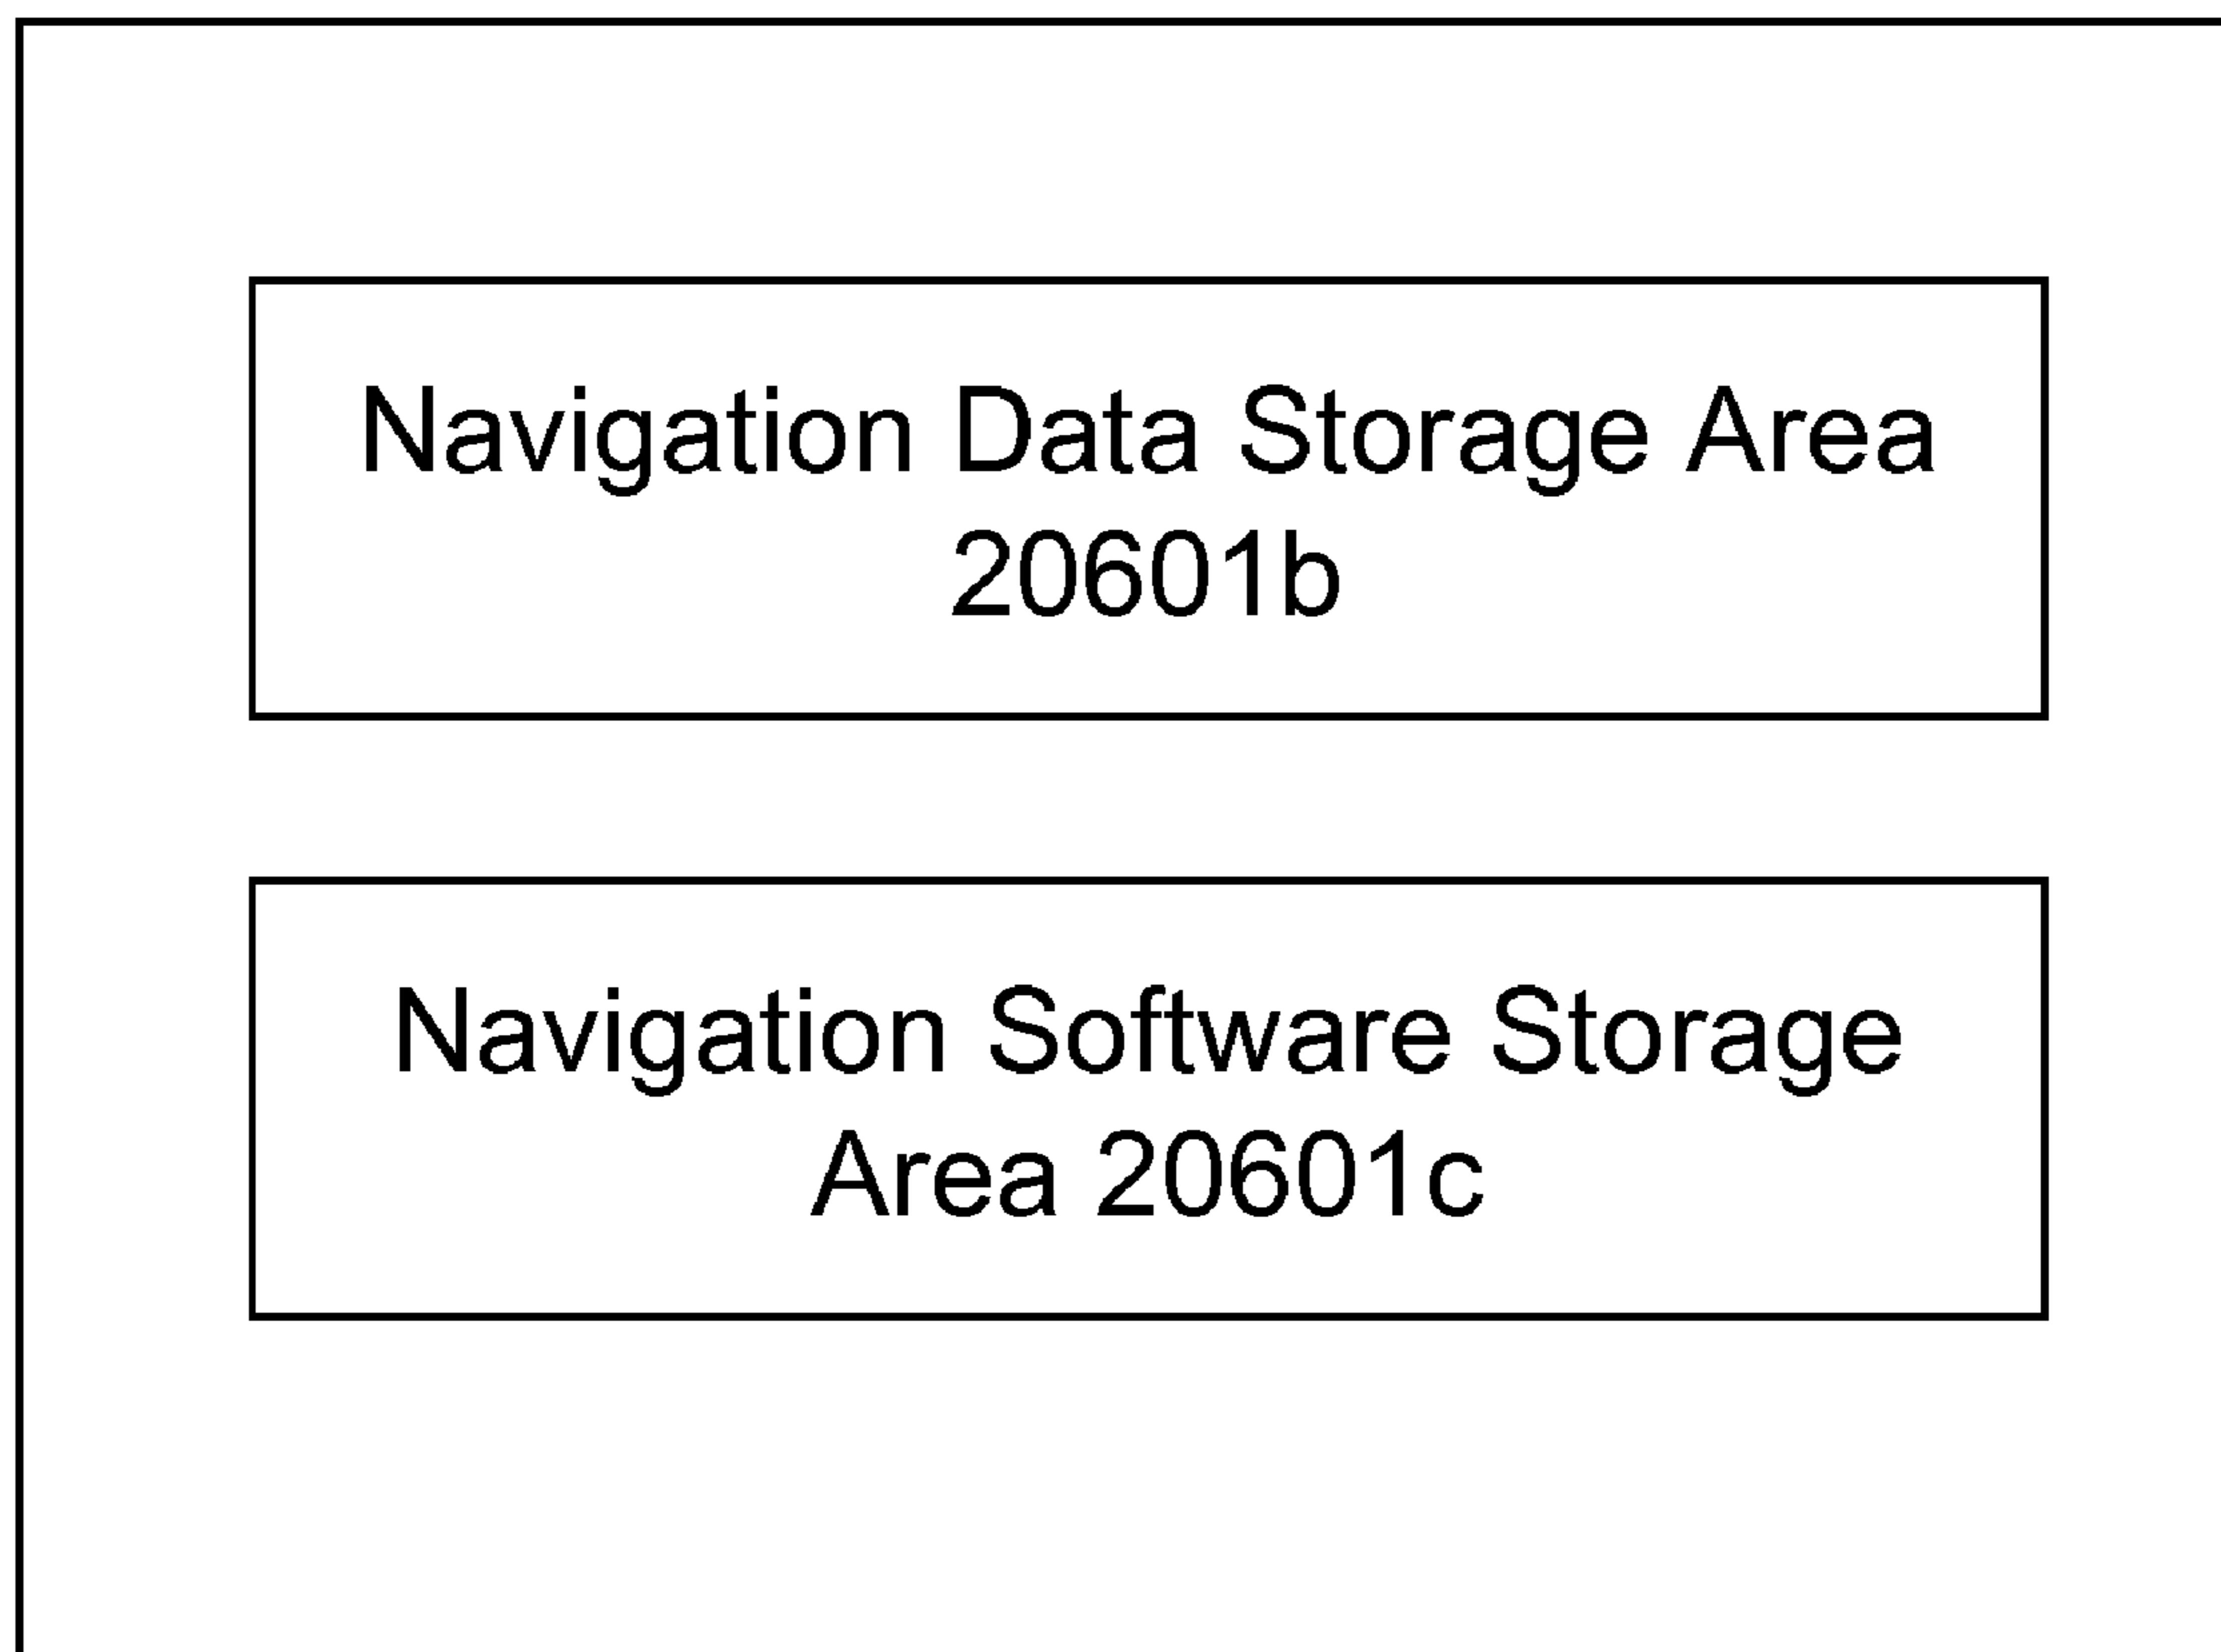 Navigation Data Storage Area
20601b
Navigation Software Storage
Area 20601c